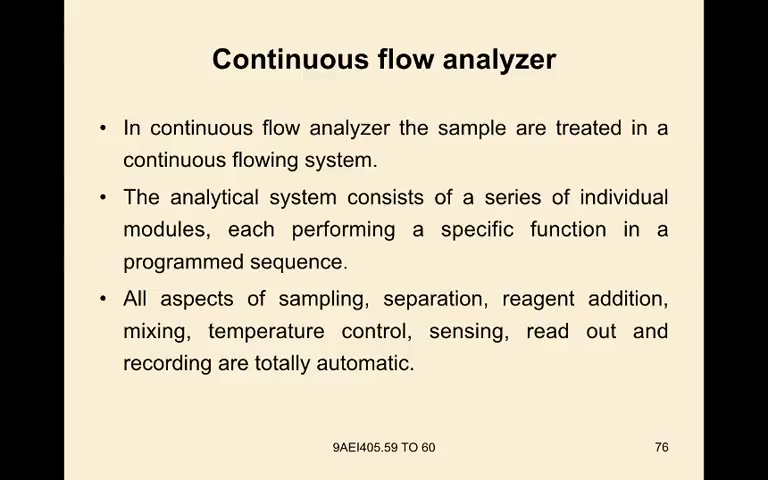 Continuous flow analyzer
• In continuous flow analyzer the sample are treated in a
continuous flowing system.
• The analytical system consists of a series of individual
modules, each performing a specific function in a
programmed sequence.
• All aspects of sampling, separation, reagent addition,
mixing, temperature control, sensing, read out and
recording are totally automatic.
9AEI405.59 TO 60
76